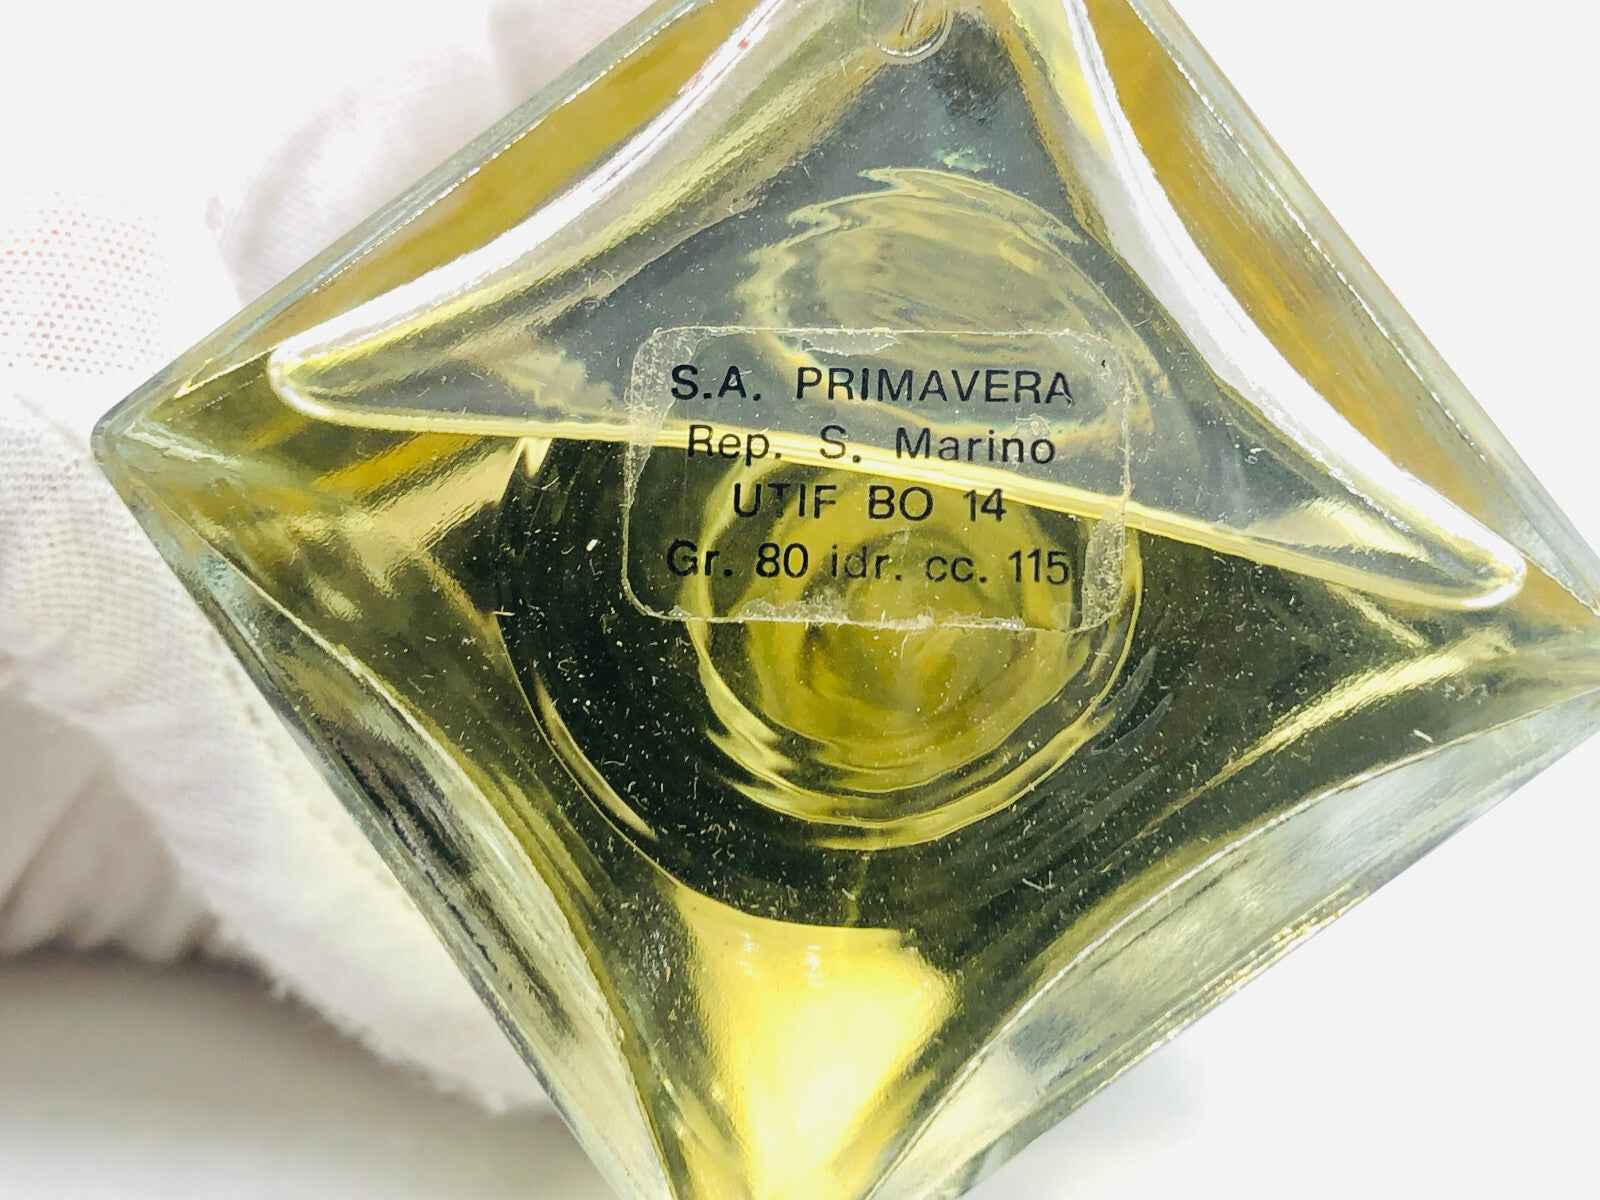 S.A. PRIMAVERA
Rep. S. Marino
UTIF BO 14
Gr. 80 idr. cc. 115